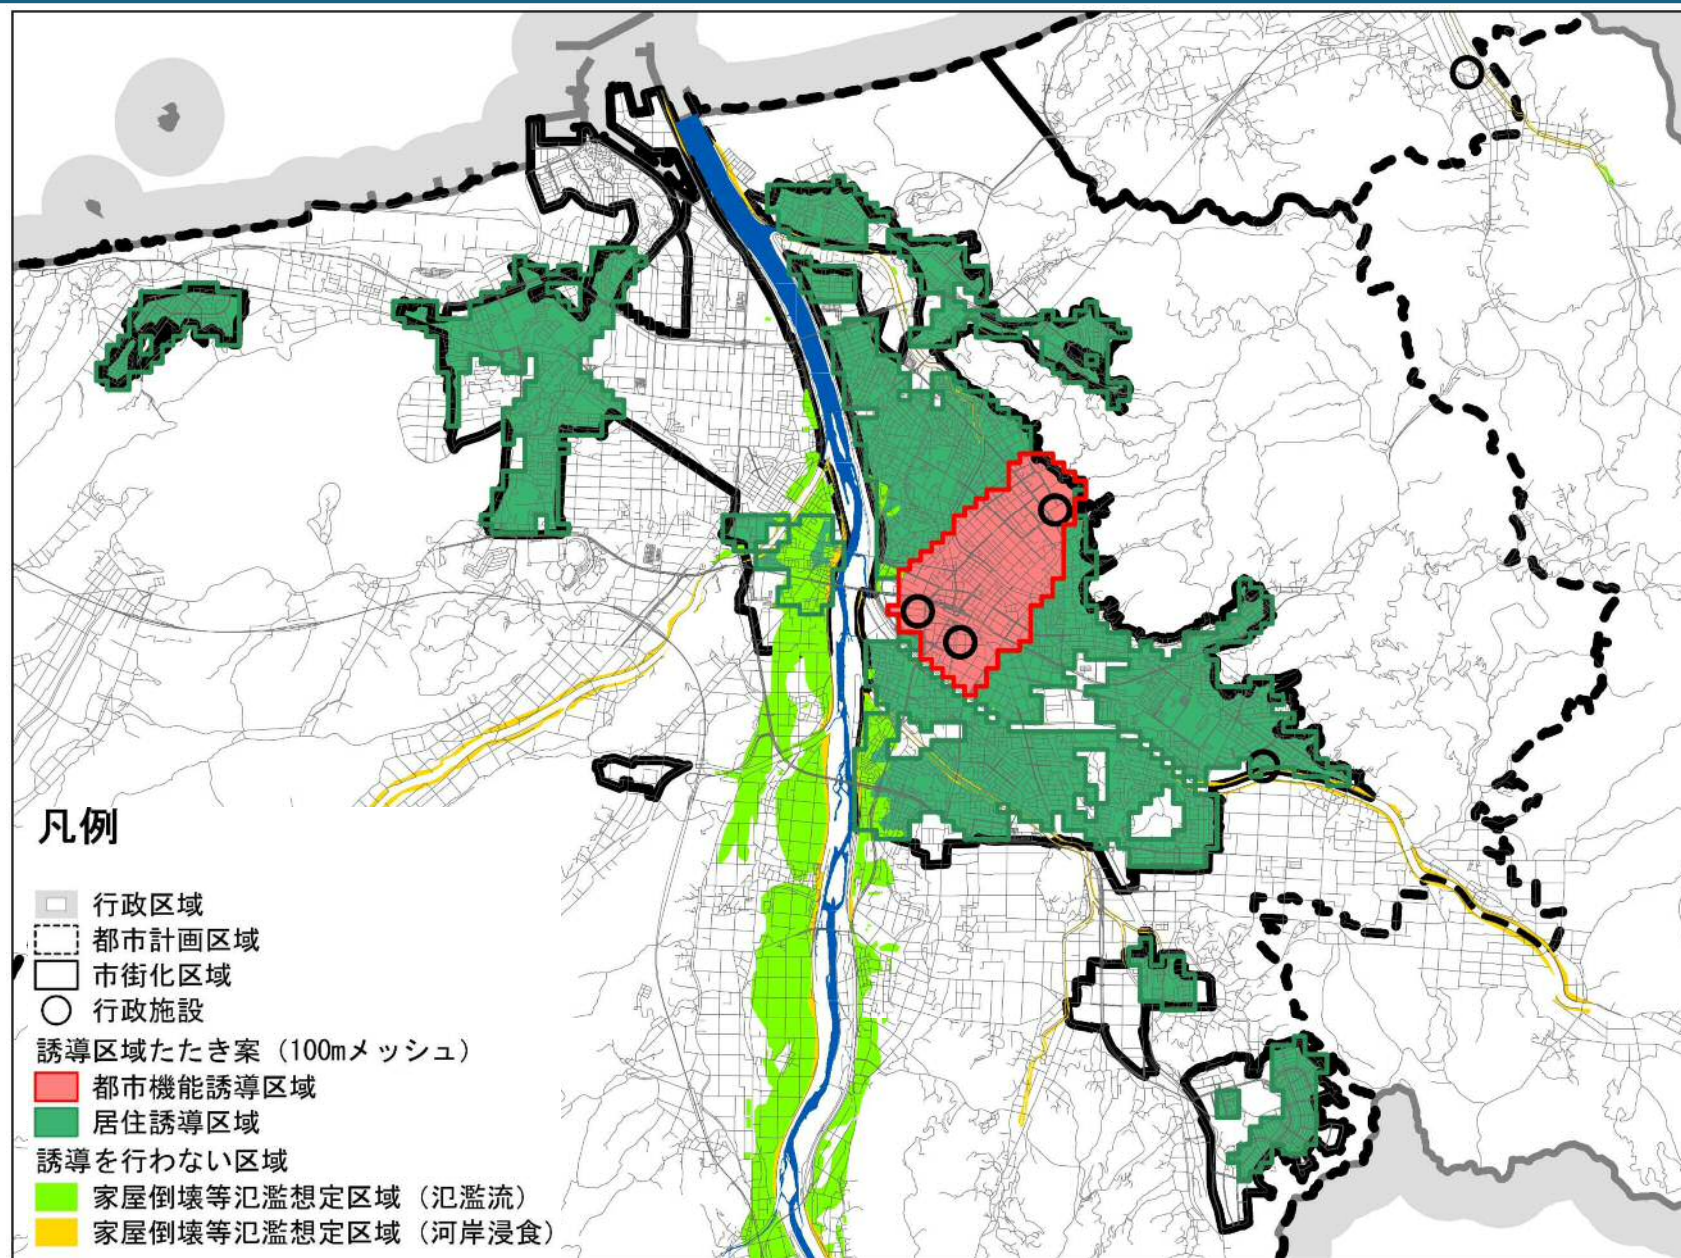 凡例
行政区域
都市計画区域
市街化区域
行政施設
誘導区域たたき案（100mメッシュ）
都市機能誘導区域
居住誘導区域
誘導を行わない区域
家屋倒壊等氾濫想定区域（氾濫流）
家屋倒壊等氾濫想定区域（河岸浸食）